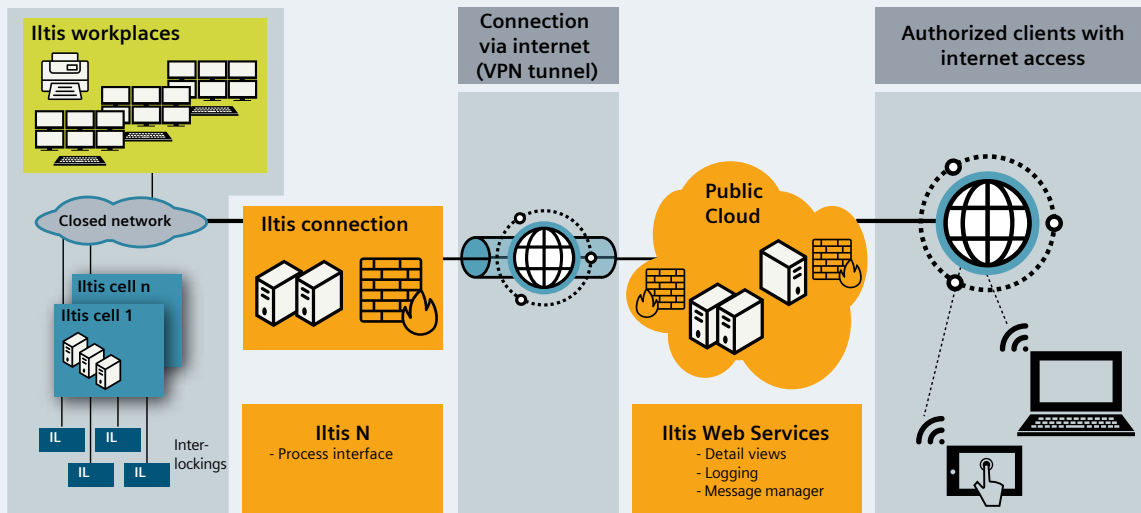 Iltis workplaces
Closed network
Iltis cell n
Iltis cell 1
IL
IL
IL
IL
Inter-
lockings
Iltis connection
Iltis N
- Process interface
Connection
via internet
(VPN tunnel)
Public
Cloud
Iltis Web Services
- Detail views
- Logging
- Message manager
Authorized clients with
internet access